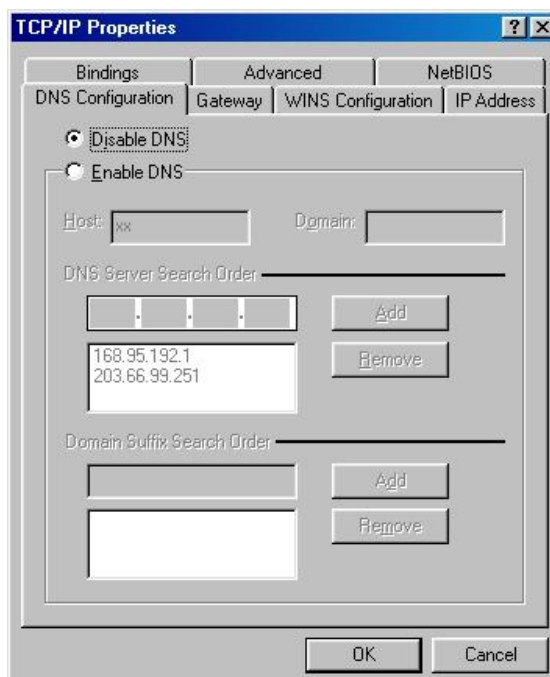 TCP/IP Properties
Bindings Advanced NetBIOS
DNS Configuration Gateway WINS Configuration IP Address
Disable DNS
Enable DNS
Host: xx Domain:
DNS Server Search Order
Add
168.95.192.1
203.66.99.251
Remove
Domain Suffix Search Order
Add
Remove
OK Cancel